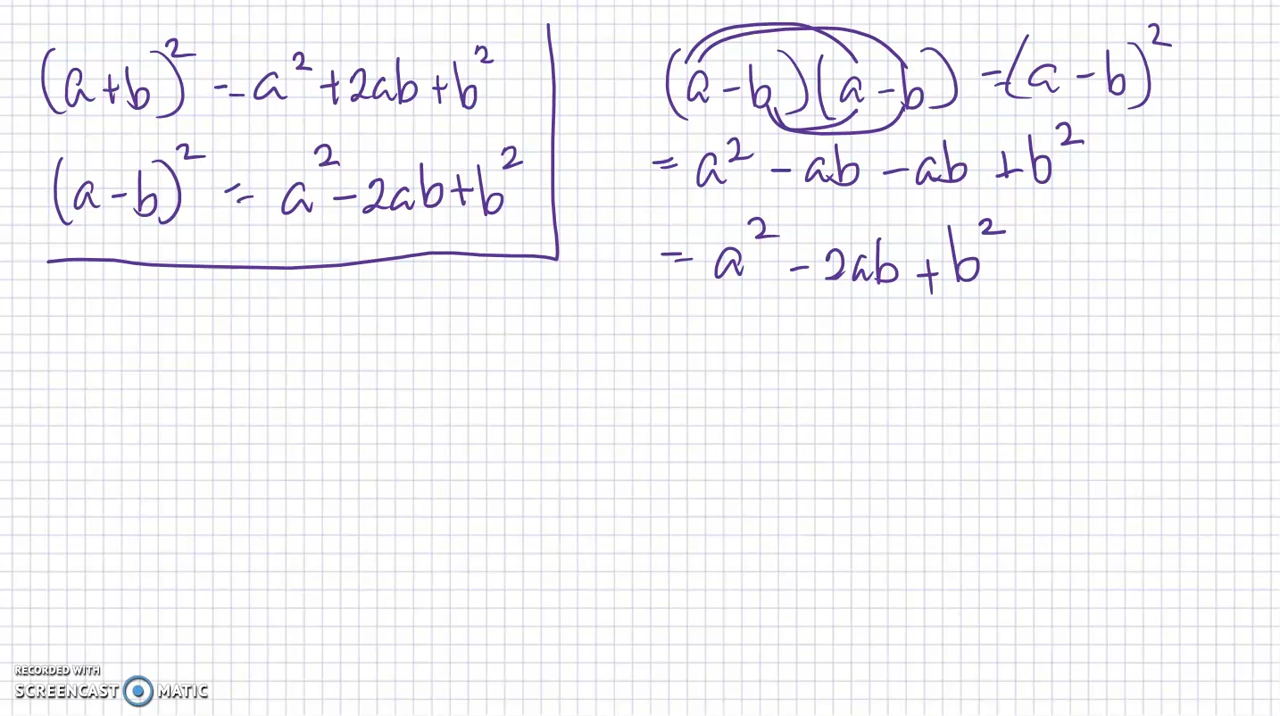 (a+b)² = a² + 2ab + b²
(a-b)² = a² - 2ab + b²
(a-b)(a-b) = (a-b)²
= a² - ab - ab + b²
= a² - 2ab + b²
RECORDED WITH
SCREENCAST MATIC